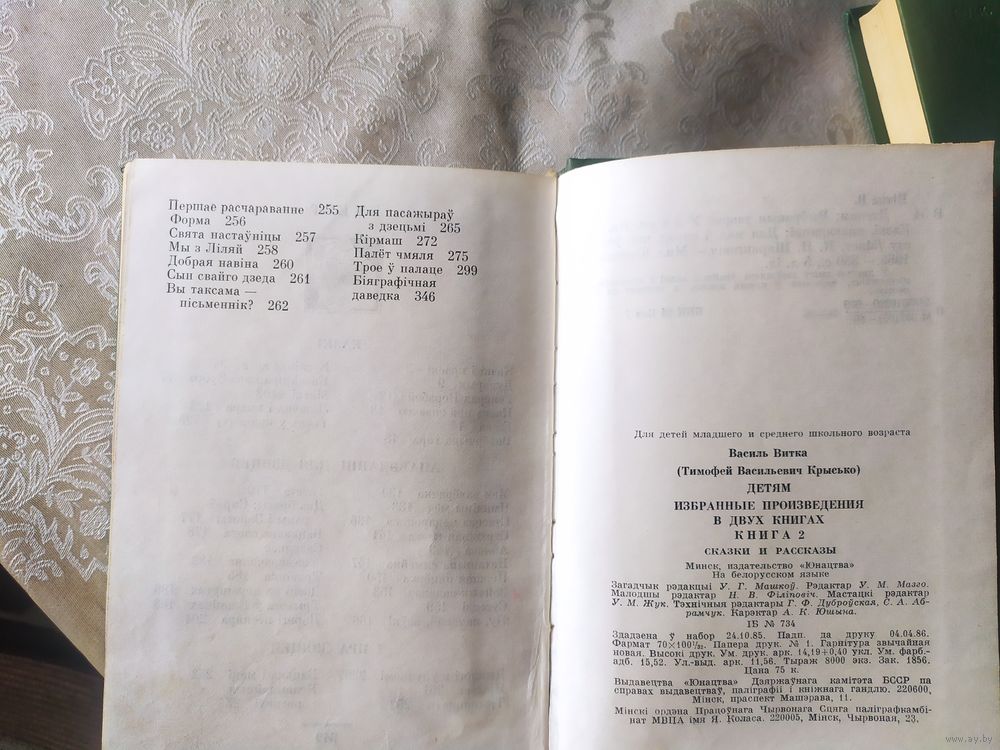 Першае расчараванне 255
Форма 256
Свята настаўніцы 257
Мы з Ліляй 258
Добрая навіна 260
Сын свайго дзеда 261
Вы таксама —
пісьменнік? 262
Для пасажыраў
з дзецьмі 265
Кірмаш 272
Палёт чмяля 275
Трое ў палаце 299
Біяграфічная
даведка 346
Для детей младшего и среднего школьного возраста
Василь Витка
(Тимофей Васильевич Крысько)
ДЕТЯМ
ИЗБРАННЫЕ ПРОИЗВЕДЕНИЯ
В ДВУХ КНИГАХ
КНИГА 2
СКАЗКИ И РАССКАЗЫ
Минск, издательство «Юнацтва»
На белорусском языке
Загадчык рэдакцыі У. Г. Машкоў. Рэдактар У. М. Мазго.
Малодшы рэдактар Н. В. Філіповіч. Мастацкі рэдактар
У. М. Жук. Тэхнічныя рэдактары Г. Ф. Дуброўская, С. А. Аб-
рамчук. Карэктар А. К. Юшына.
ІБ № 734
Здадзена ў набор 24.10.85. Падп. да друку 04.04.86.
Фармат 70×100¹/₃₂. Папера друк. № 1. Гарнітура звычайная
новая. Высокі друк. Ум. друк. арк. 14,19+0,40 укл. Ум. фарб.-
адб. 15,52. Ул.-выд. арк. 11,56. Тыраж 8000 экз. Зак. 1856.
Цана 75 к.
Выдавецтва «Юнацтва» Дзяржаўнага камітэта БССР па
справах выдавецтваў, паліграфіі і кніжнага гандлю. 220600,
Мінск, праспект Машэрава, 11.
Мінскі ордэна Працоўнага Чырвонага Сцяга паліграфкамбі-
нат МВПА імя Я. Коласа. 220005, Мінск, Чырвоная, 23.
www.ay.by